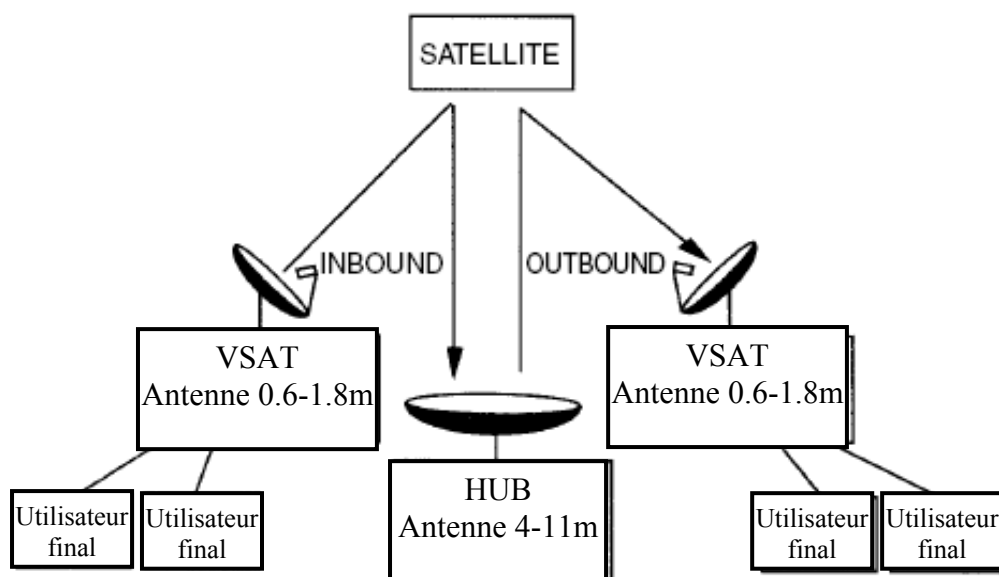 SATELLITE
INBOUND
OUTBOUND
VSAT
Antenne 0.6-1.8m
VSAT
Antenne 0.6-1.8m
HUB
Antenne 4-11m
Utilisateur
final
Utilisateur
final
Utilisateur
final
Utilisateur
final